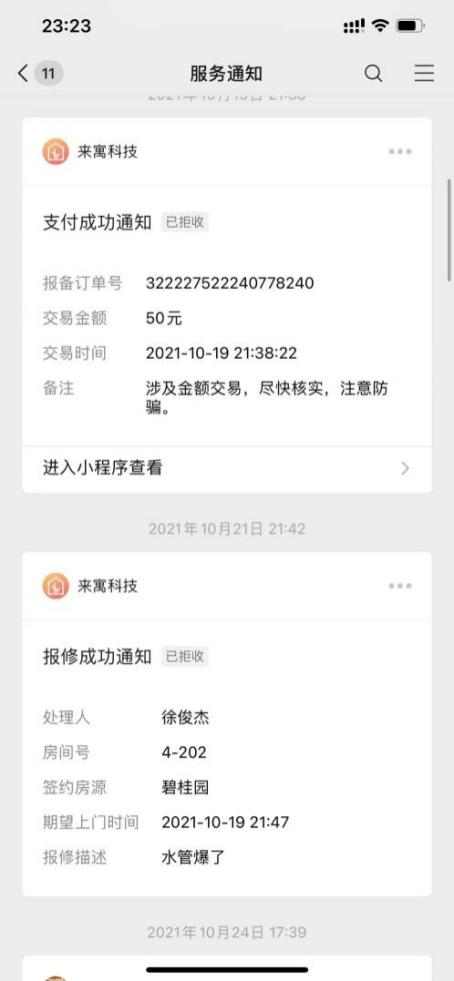 23:23
11
服务通知
来寓科技
支付成功通知 已拒收
报备订单号 322227522240778240
交易金额 50元
交易时间 2021-10-19 21:38:22
备注 涉及金额交易，尽快核实，注意防
骗。
进入小程序查看
2021年10月21日 21:42
来寓科技
报修成功通知 已拒收
处理人 徐俊杰
房间号 4-202
签约房源 碧桂园
期望上门时间 2021-10-19 21:47
报修描述 水管爆了
2021年10月24日 17:39